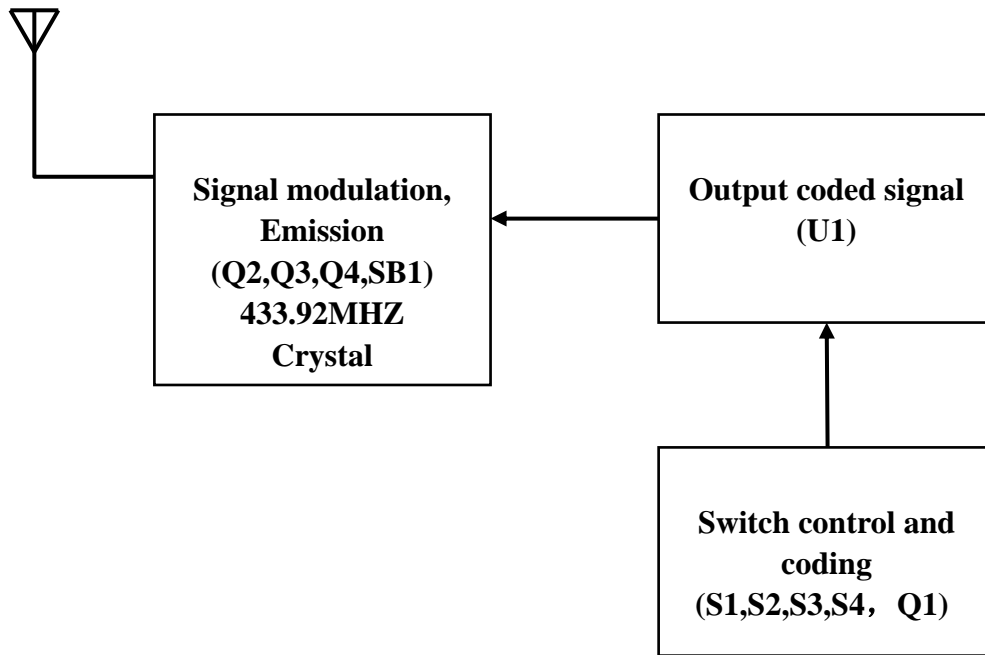 Signal modulation,
Emission
(Q2,Q3,Q4,SB1)
433.92MHZ
Crystal
Output coded signal
(U1)
Switch control and
coding
(S1,S2,S3,S4，Q1)